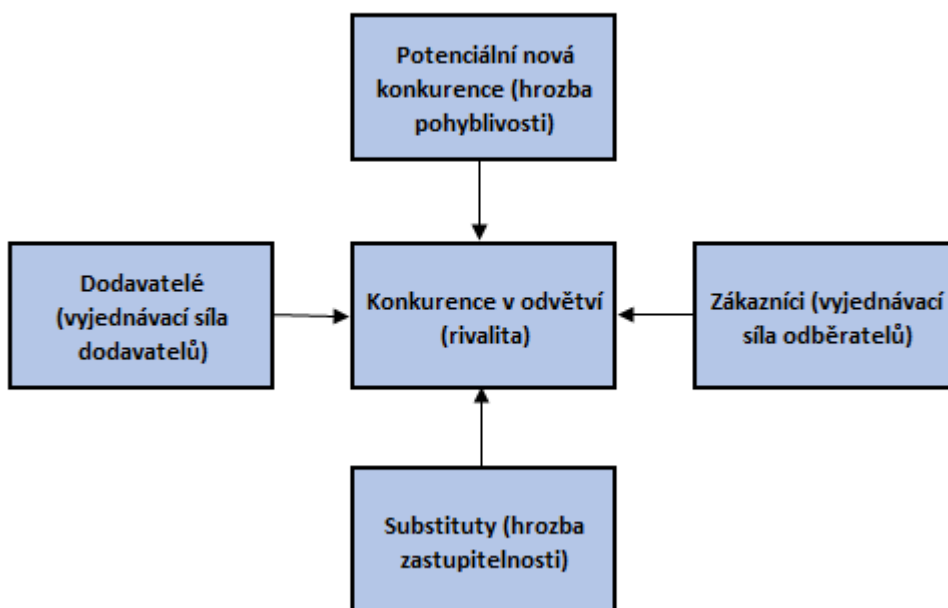 Potenciální nová
konkurence (hrozba
pohyblivosti)
Dodavatelé
(vyjednávací síla
dodavatelů)
Konkurence v odvětví
(rivalita)
Zákazníci (vyjednávací
síla odběratelů)
Substituty (hrozba
zastupitelnosti)